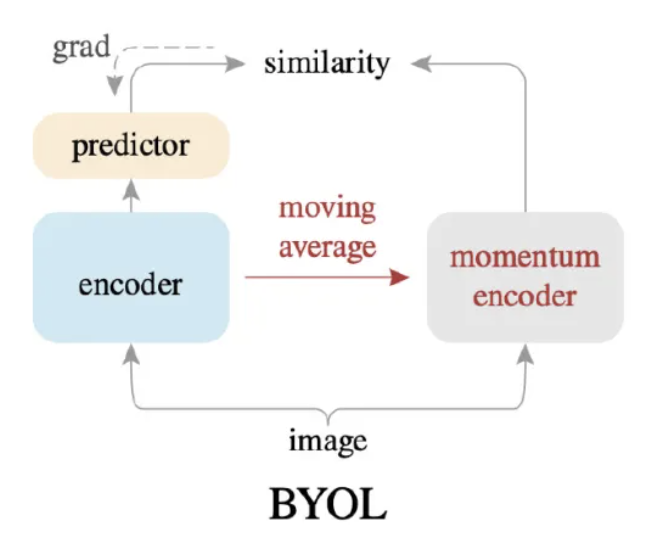 grad
similarity
predictor
moving
average
encoder
momentum
encoder
image
BYOL